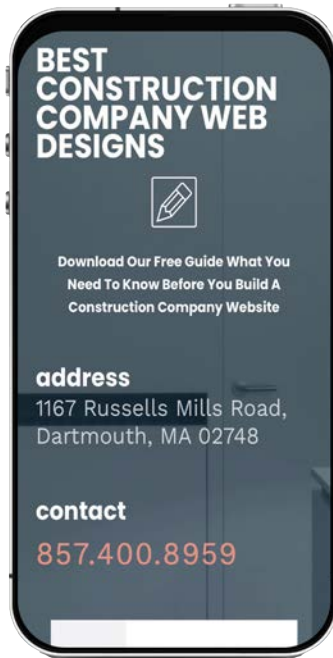 BEST
CONSTRUCTION
COMPANY WEB
DESIGNS
Download Our Free Guide What You
Need To Know Before You Build A
Construction Company Website
address
1167 Russells Mills Road,
Dartmouth, MA 02748
contact
857.400.8959